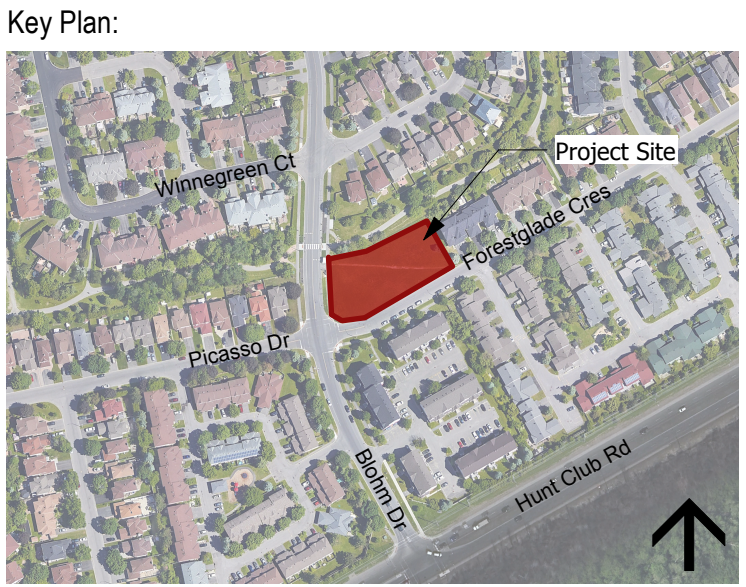 Key Plan:
Project Site
Winnegreen Ct
Forestglade Cres
Picasso Dr
Blohm Dr
Hunt Club Rd